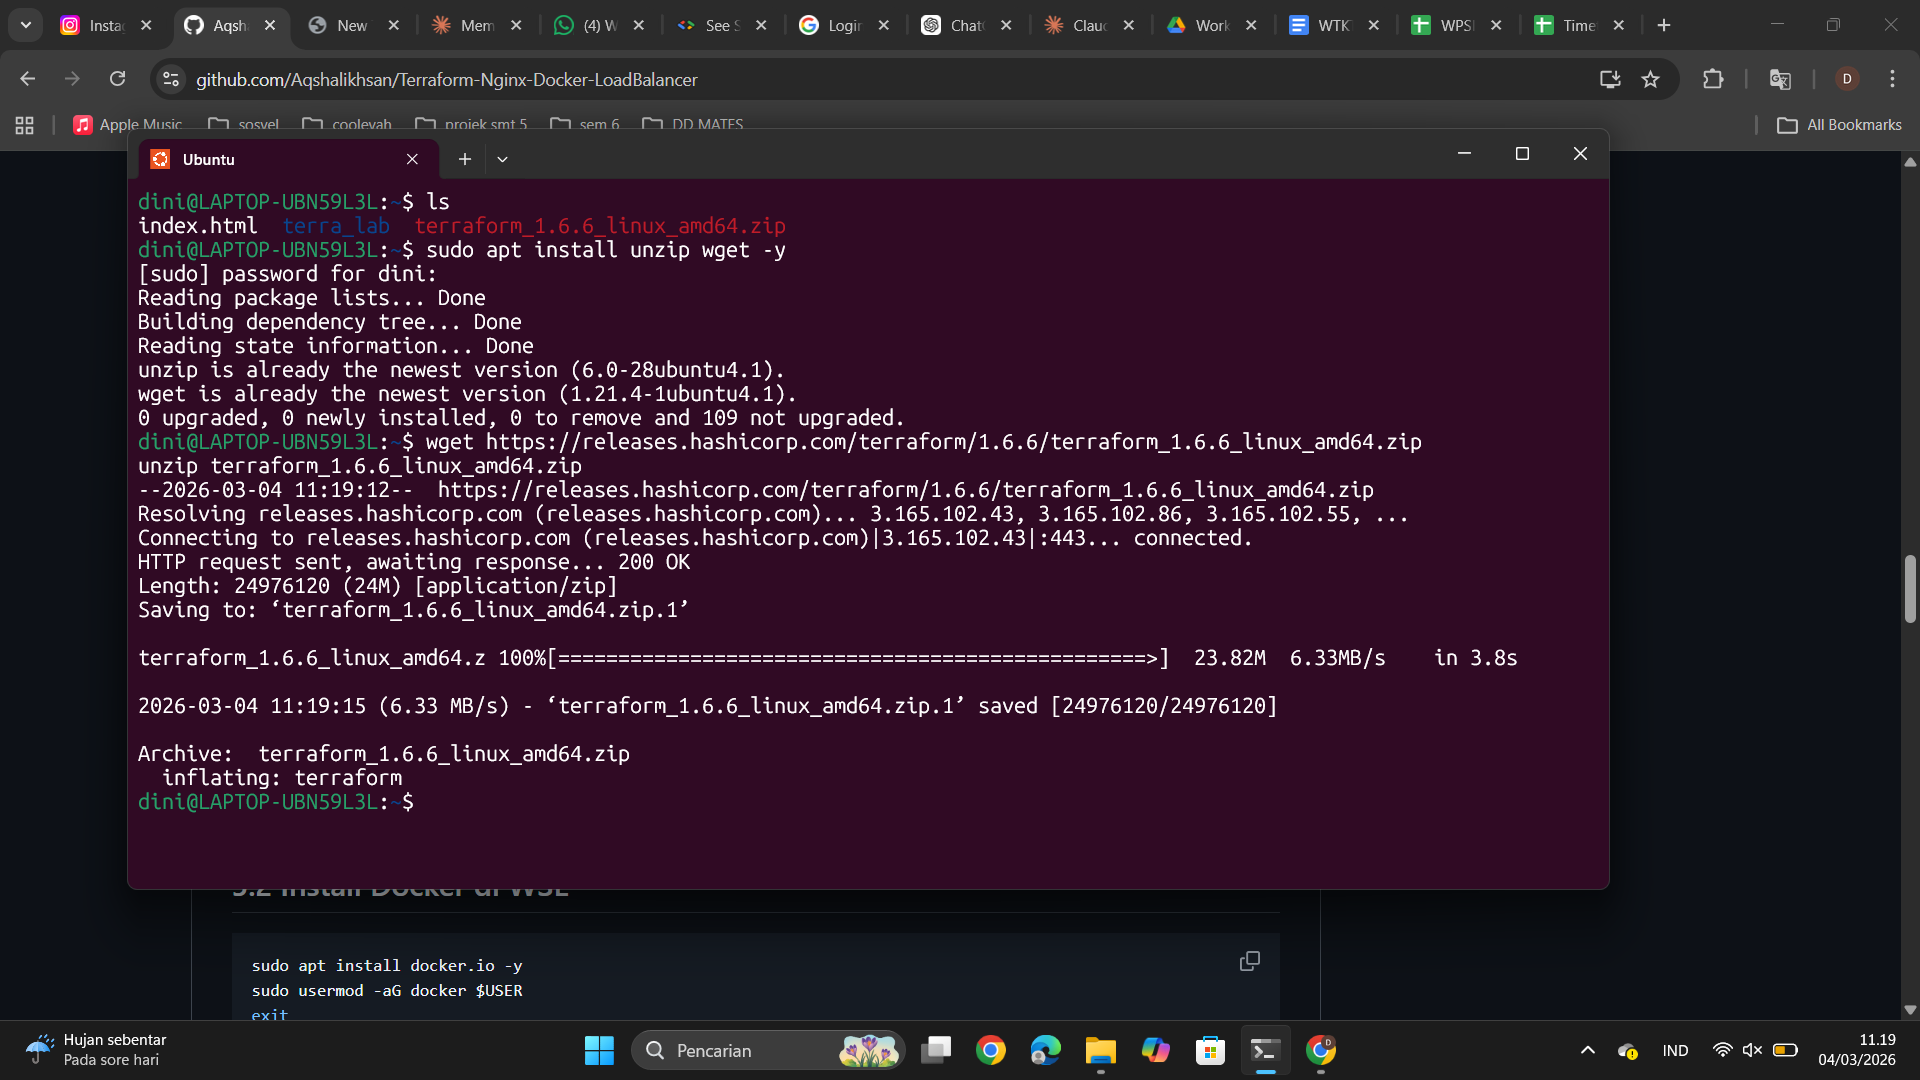 Insta
Aqsh
New
Mem
(4) W
See S
Login
Chat
Clau
Work
WTK
WPS
Time
github.com/Aqshalikhsan/Terraform-Nginx-Docker-LoadBalancer
D
Apple Music
sosvel
cooleyah
projek smt 5
sem 6
DD MATES
All Bookmarks
Ubuntu
dini@LAPTOP-UBN59L3L:~$ ls
index.html  terra_lab  terraform_1.6.6_linux_amd64.zip
dini@LAPTOP-UBN59L3L:~$ sudo apt install unzip wget -y
[sudo] password for dini:
Reading package lists... Done
Building dependency tree... Done
Reading state information... Done
unzip is already the newest version (6.0-28ubuntu4.1).
wget is already the newest version (1.21.4-1ubuntu4.1).
0 upgraded, 0 newly installed, 0 to remove and 109 not upgraded.
dini@LAPTOP-UBN59L3L:~$ wget https://releases.hashicorp.com/terraform/1.6.6/terraform_1.6.6_linux_amd64.zip
unzip terraform_1.6.6_linux_amd64.zip
--2026-03-04 11:19:12--  https://releases.hashicorp.com/terraform/1.6.6/terraform_1.6.6_linux_amd64.zip
Resolving releases.hashicorp.com (releases.hashicorp.com)... 3.165.102.43, 3.165.102.86, 3.165.102.55, ...
Connecting to releases.hashicorp.com (releases.hashicorp.com)|3.165.102.43|:443... connected.
HTTP request sent, awaiting response... 200 OK
Length: 24976120 (24M) [application/zip]
Saving to: ‘terraform_1.6.6_linux_amd64.zip.1’
terraform_1.6.6_linux_amd64.z 100%[=================================================>]  23.82M  6.33MB/s    in 3.8s
2026-03-04 11:19:15 (6.33 MB/s) - ‘terraform_1.6.6_linux_amd64.zip.1’ saved [24976120/24976120]
Archive:  terraform_1.6.6_linux_amd64.zip
  inflating: terraform
dini@LAPTOP-UBN59L3L:~$
Install Docker di WSL
sudo apt install docker.io -y
sudo usermod -aG docker $USER
exit
Hujan sebentar
Pada sore hari
Pencarian
IND
11.19
04/03/2026